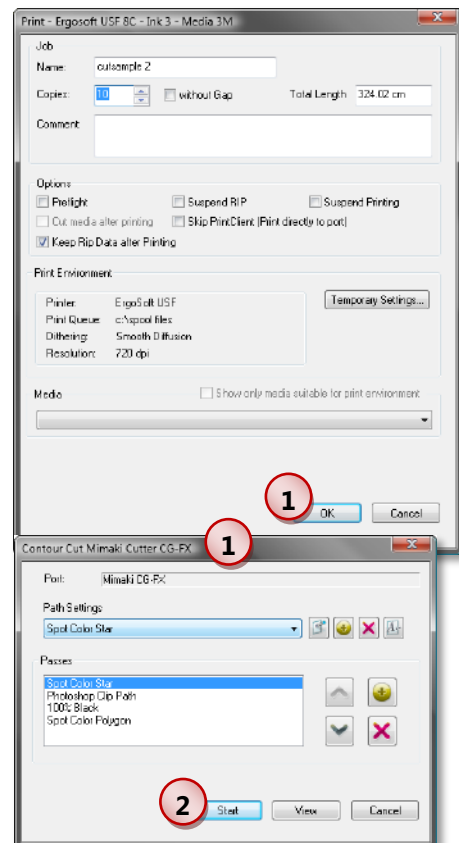 Print - Ergosoft USF 8C - Ink 3 - Media 3M
Job
Name: cutsample 2
Copies: 10 without Gap Total Length 324.02 cm
Comment
Options
Preflight Suspend RIP Suspend Printing
Cut media after printing Skip PrintClient (Print directly to port)
Keep Rip Data after Printing
Print Environment
Printer: ErgoSoft USF Temporary Settings...
Print Queue: c:\spool files
Dithering: Smooth Diffusion
Resolution: 720 dpi
Media Show only media suitable for print environment
1
OK Cancel
Contour Cut Mimaki Cutter CG-FX 1
Port: Mimaki CG-FX
Path Settings
Spot Color Star
Passes
Spot Color Star
Photoshop Clip Path
100% Black
Spot Color Polygon
2 Start View Cancel